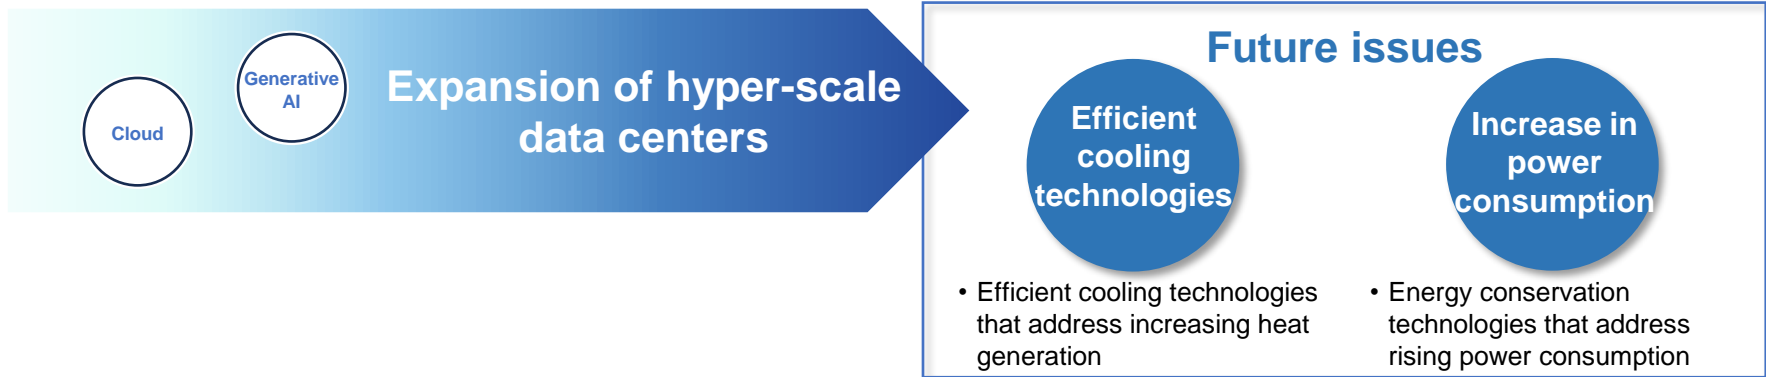 Cloud
Generative
AI
Expansion of hyper-scale
data centers
Future issues
Efficient
cooling
technologies
• Efficient cooling technologies
that address increasing heat
generation
Increase in
power
consumption
• Energy conservation
technologies that address
rising power consumption